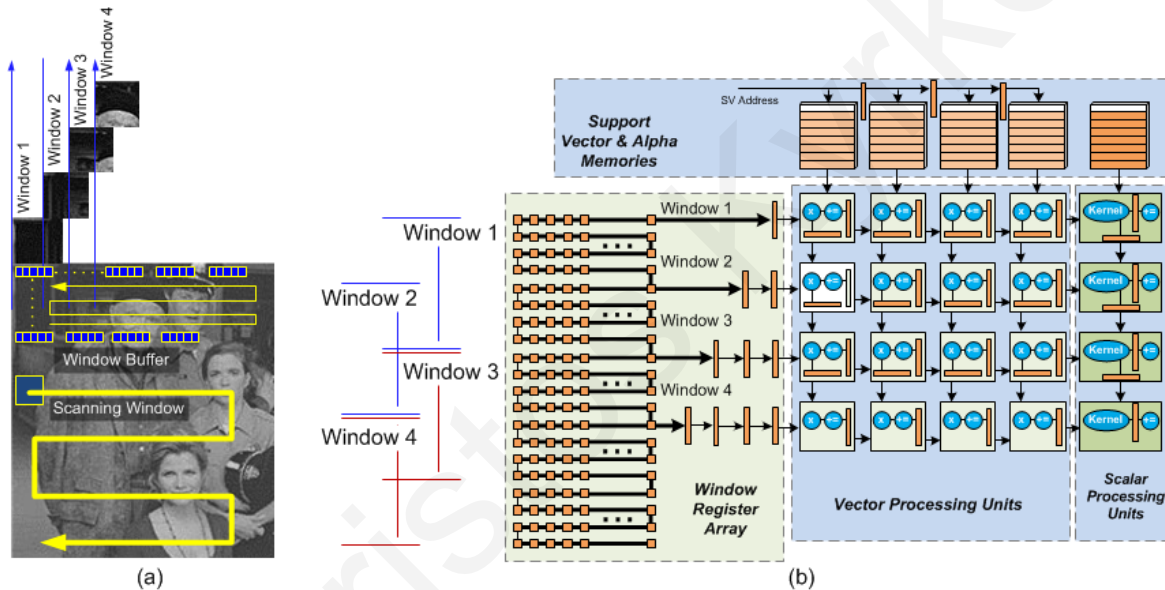 Window 1
Window 2
Window 3
Window 4
Window Buffer
Scanning Window
(a)
Window 1
Window 2
Window 3
Window 4
SV Address
Support
Vector & Alpha
Memories
Window 1
Window 2
Window 3
Window 4
...
...
...
...
...
Window
Register
Array
x +=
x +=
x +=
x +=
Kernel +=
x +=
x +=
x +=
x +=
Kernel +=
x +=
x +=
x +=
x +=
Kernel +=
x +=
x +=
x +=
x +=
Kernel +=
Vector Processing Units
Scalar
Processing
Units
(b)